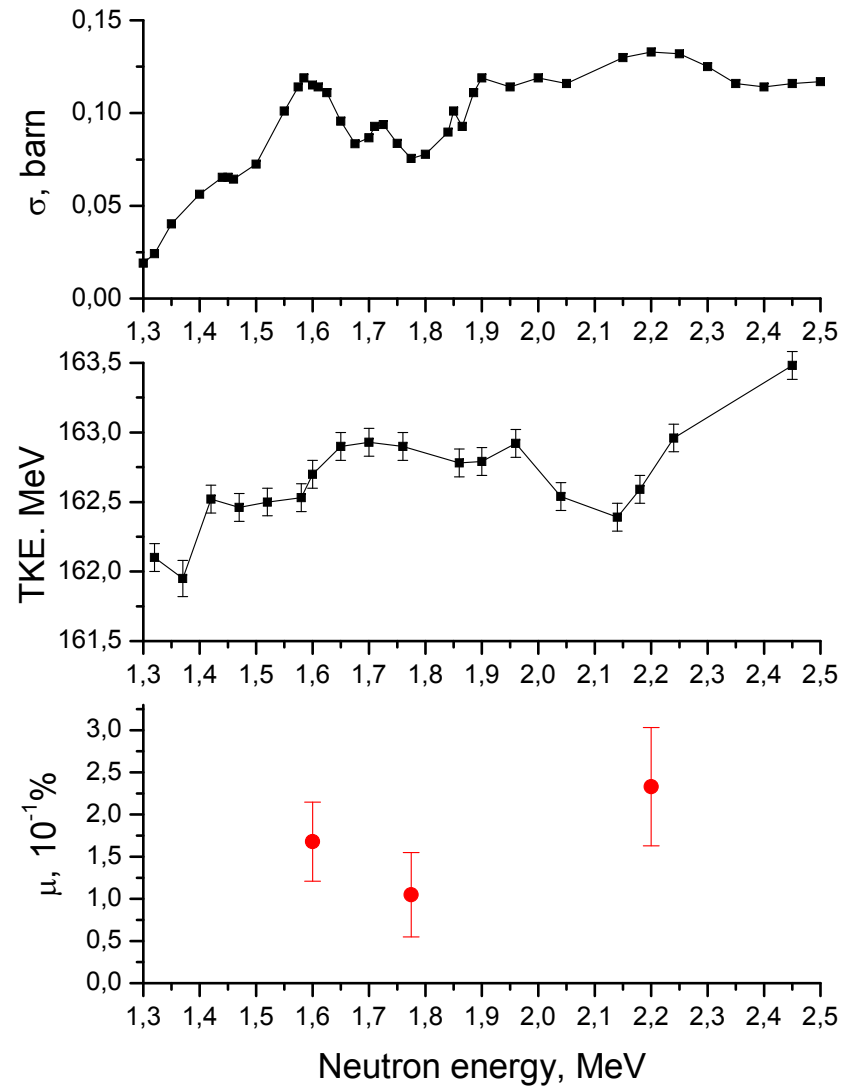 0,15
0,10
0,05
0,00
σ, barn
1,3 1,4 1,5 1,6 1,7 1,8 1,9 2,0 2,1 2,2 2,3 2,4 2,5
163,5
163,0
162,5
162,0
161,5
TKE. MeV
1,3 1,4 1,5 1,6 1,7 1,8 1,9 2,0 2,1 2,2 2,3 2,4 2,5
3,0
2,5
2,0
1,5
1,0
0,5
0,0
μ, 10⁻¹%
1,3 1,4 1,5 1,6 1,7 1,8 1,9 2,0 2,1 2,2 2,3 2,4 2,5
Neutron energy, MeV